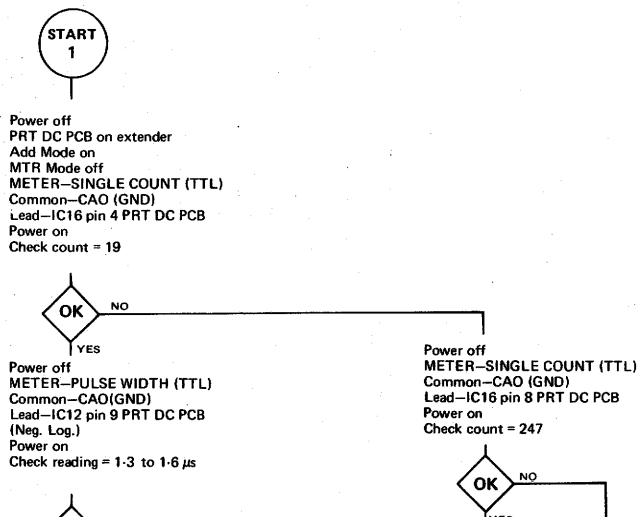 START
1
Power off
PRT DC PCB on extender
Add Mode on
MTR Mode off
METER—SINGLE COUNT (TTL)
Common—CAO (GND)
Lead—IC16 pin 4 PRT DC PCB
Power on
Check count = 19
OK
NO
YES
Power off
METER—PULSE WIDTH (TTL)
Common—CAO(GND)
Lead—IC12 pin 9 PRT DC PCB
(Neg. Log.)
Power on
Check reading = 1·3 to 1·6 μs
Power off
METER—SINGLE COUNT (TTL)
Common—CAO (GND)
Lead—IC16 pin 8 PRT DC PCB
Power on
Check count = 247
OK
NO
YES